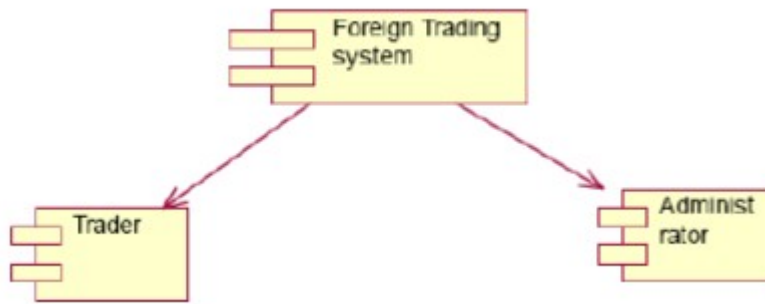 Foreign Trading
system
Trader
Administ
rator